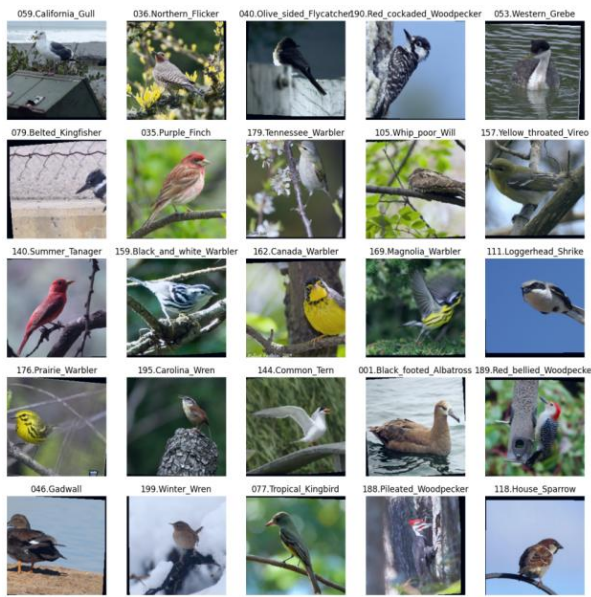 059.California_Gull
036.Northern_Flicker
040.Olive_sided_Flycatcher
190.Red_cockaded_Woodpecker
053.Western_Grebe
079.Belted_Kingfisher
035.Purple_Finch
179.Tennessee_Warbler
105.Whip_poor_Will
157.Yellow_throated_Vireo
140.Summer_Tanager
159.Black_and_white_Warbler
162.Canada_Warbler
169.Magnolia_Warbler
111.Loggerhead_Shrike
176.Prairie_Warbler
195.Carolina_Wren
144.Common_Tern
001.Black_footed_Albatross
189.Red_bellied_Woodpecke
046.Gadwall
199.Winter_Wren
077.Tropical_Kingbird
188.Pileated_Woodpecker
118.House_Sparrow